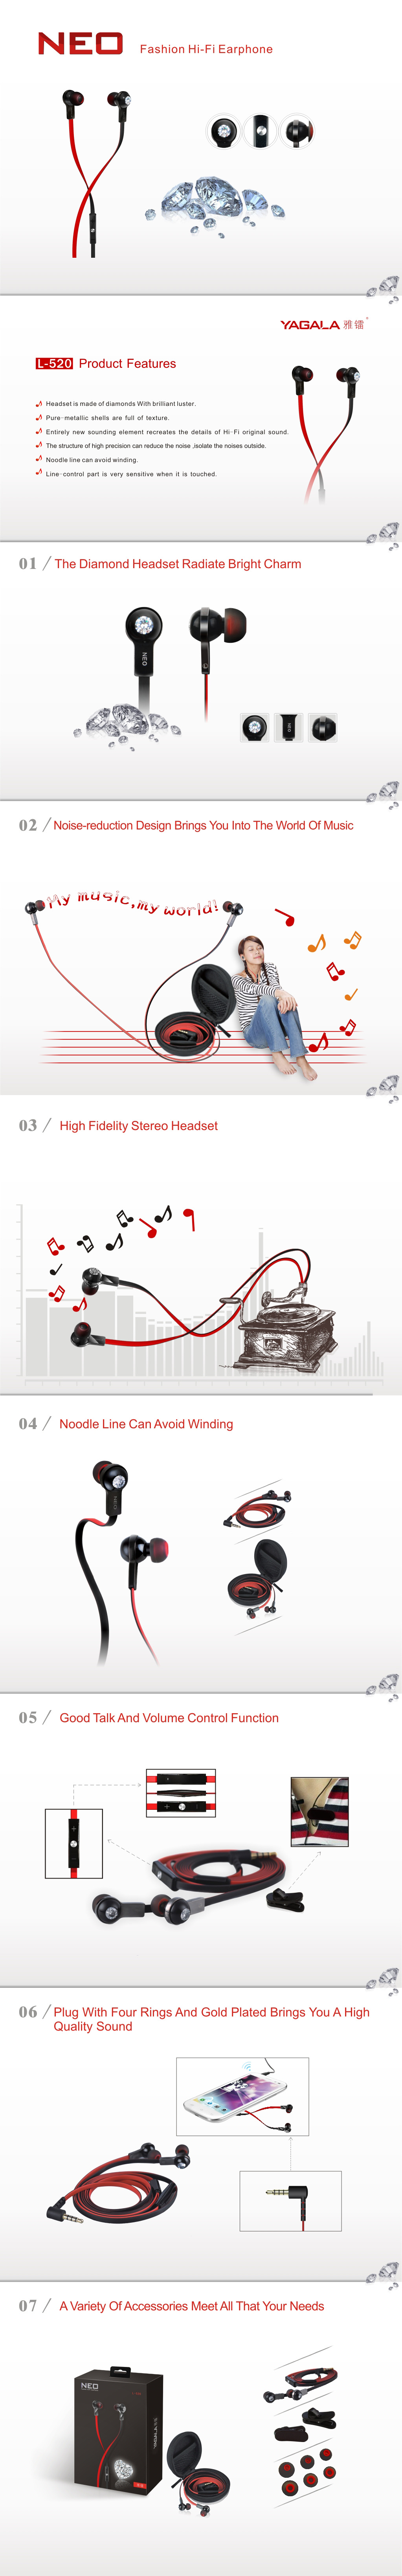 NEO Fashion Hi-Fi Earphone
YAGALA 雅镭®
L-520 Product Features
Headset is made of diamonds With brilliant luster.
Pure-metallic shells are full of texture.
Entirely new sounding element recreates the details of Hi-Fi original sound.
The structure of high precision can reduce the noise ,isolate the noises outside.
Noodle line can avoid winding.
Line-control part is very sensitive when it is touched.
01 / The Diamond Headset Radiate Bright Charm
NEO
NEO
02 / Noise-reduction Design Brings You Into The World Of Music
My music,my world!
03 / High Fidelity Stereo Headset
04 / Noodle Line Can Avoid Winding
NEO
05 / Good Talk And Volume Control Function
06 / Plug With Four Rings And Gold Plated Brings You A High
Quality Sound
07 / A Variety Of Accessories Meet All That Your Needs
NEO